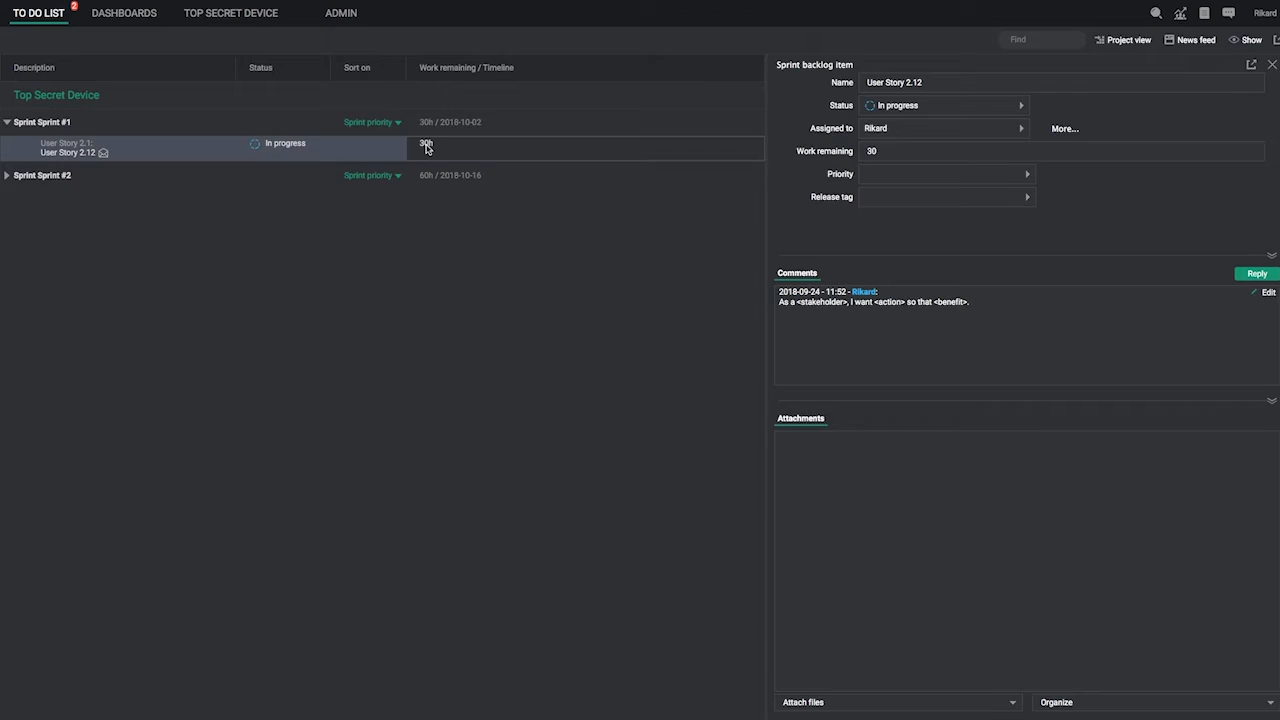 TO DO LIST 2 DASHBOARDS TOP SECRET DEVICE ADMIN Rikard
Find Project view News feed Show
Description Status Sort on Work remaining / Timeline
Top Secret Device
Sprint Sprint #1 Sprint priority 30h / 2018-10-02
User Story 2.1:
User Story 2.12 In progress 30h
Sprint Sprint #2 Sprint priority 60h / 2018-10-16
Sprint backlog item
Name User Story 2.12
Status In progress
Assigned to Rikard More...
Work remaining 30
Priority
Release tag
Comments Reply
2018-09-24 - 11:52 - Rikard: Edit
As a <stakeholder>, I want <action> so that <benefit>.
Attachments
Attach files Organize